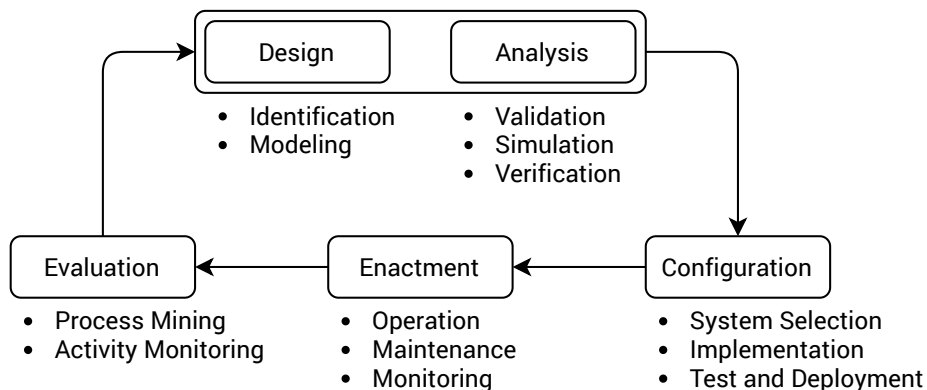 Design
Analysis
• Identification
• Modeling
• Validation
• Simulation
• Verification
Evaluation
Enactment
Configuration
• Process Mining
• Activity Monitoring
• Operation
• Maintenance
• Monitoring
• System Selection
• Implementation
• Test and Deployment